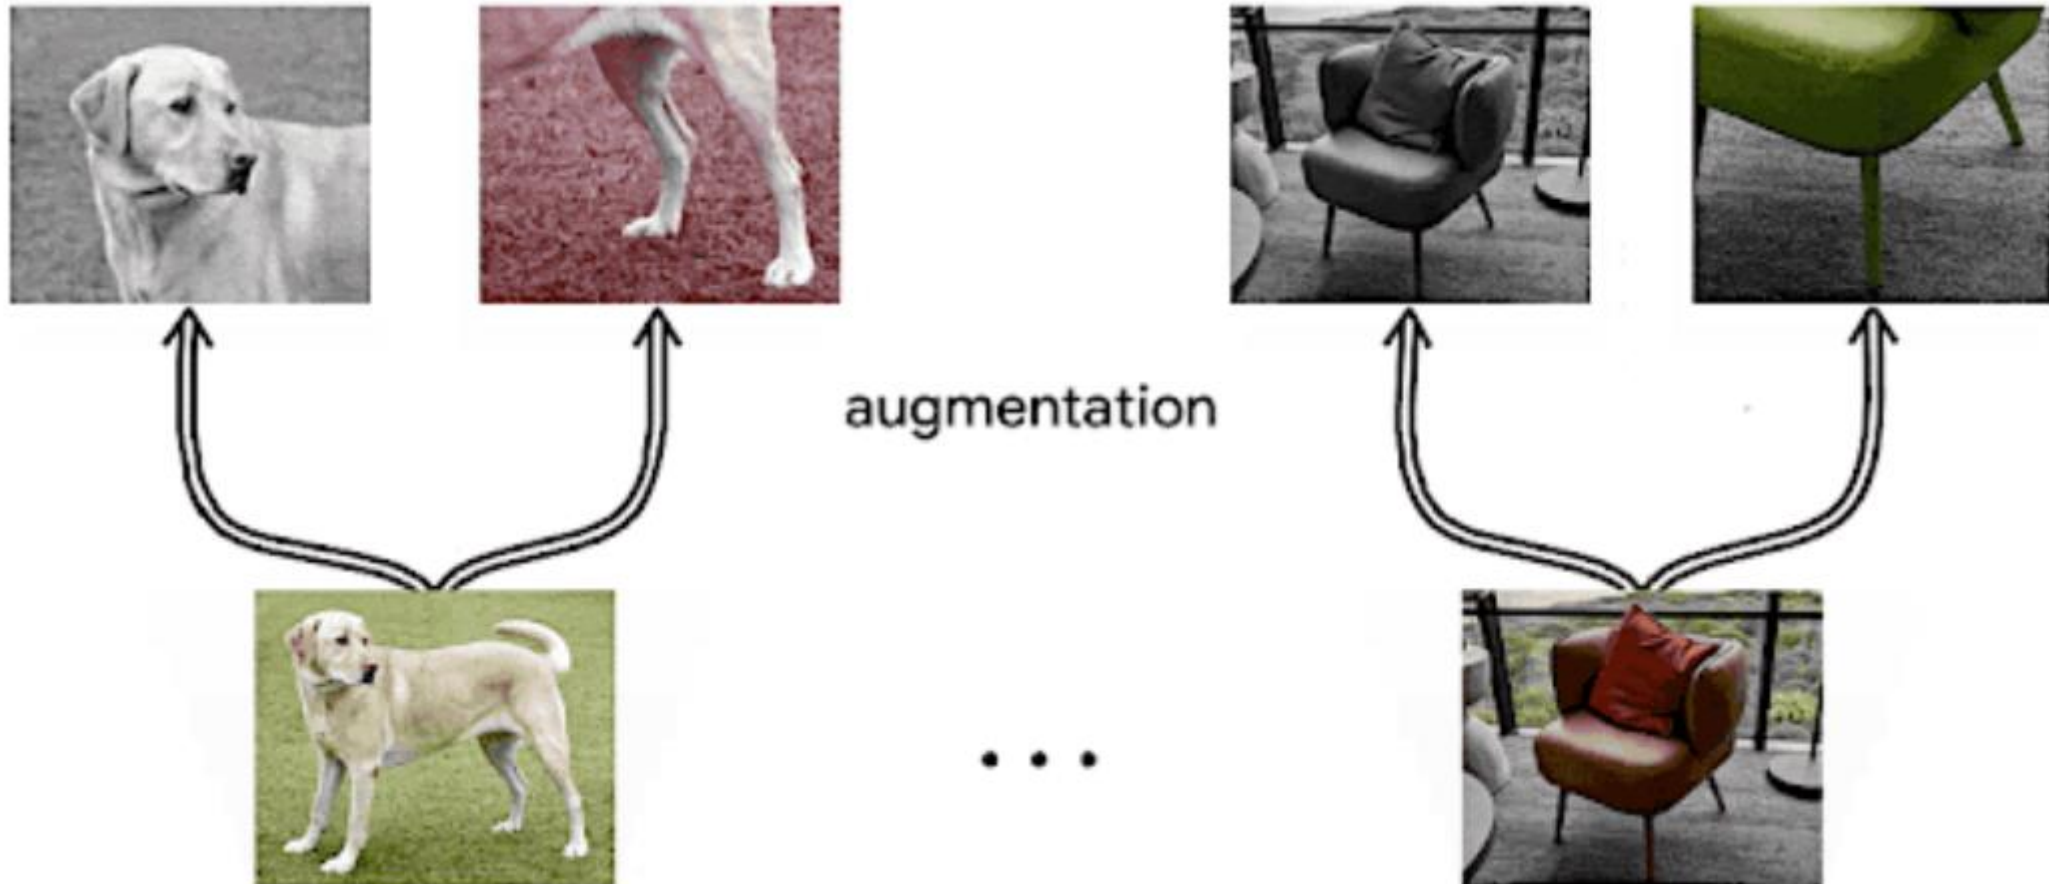 augmentation
. . .